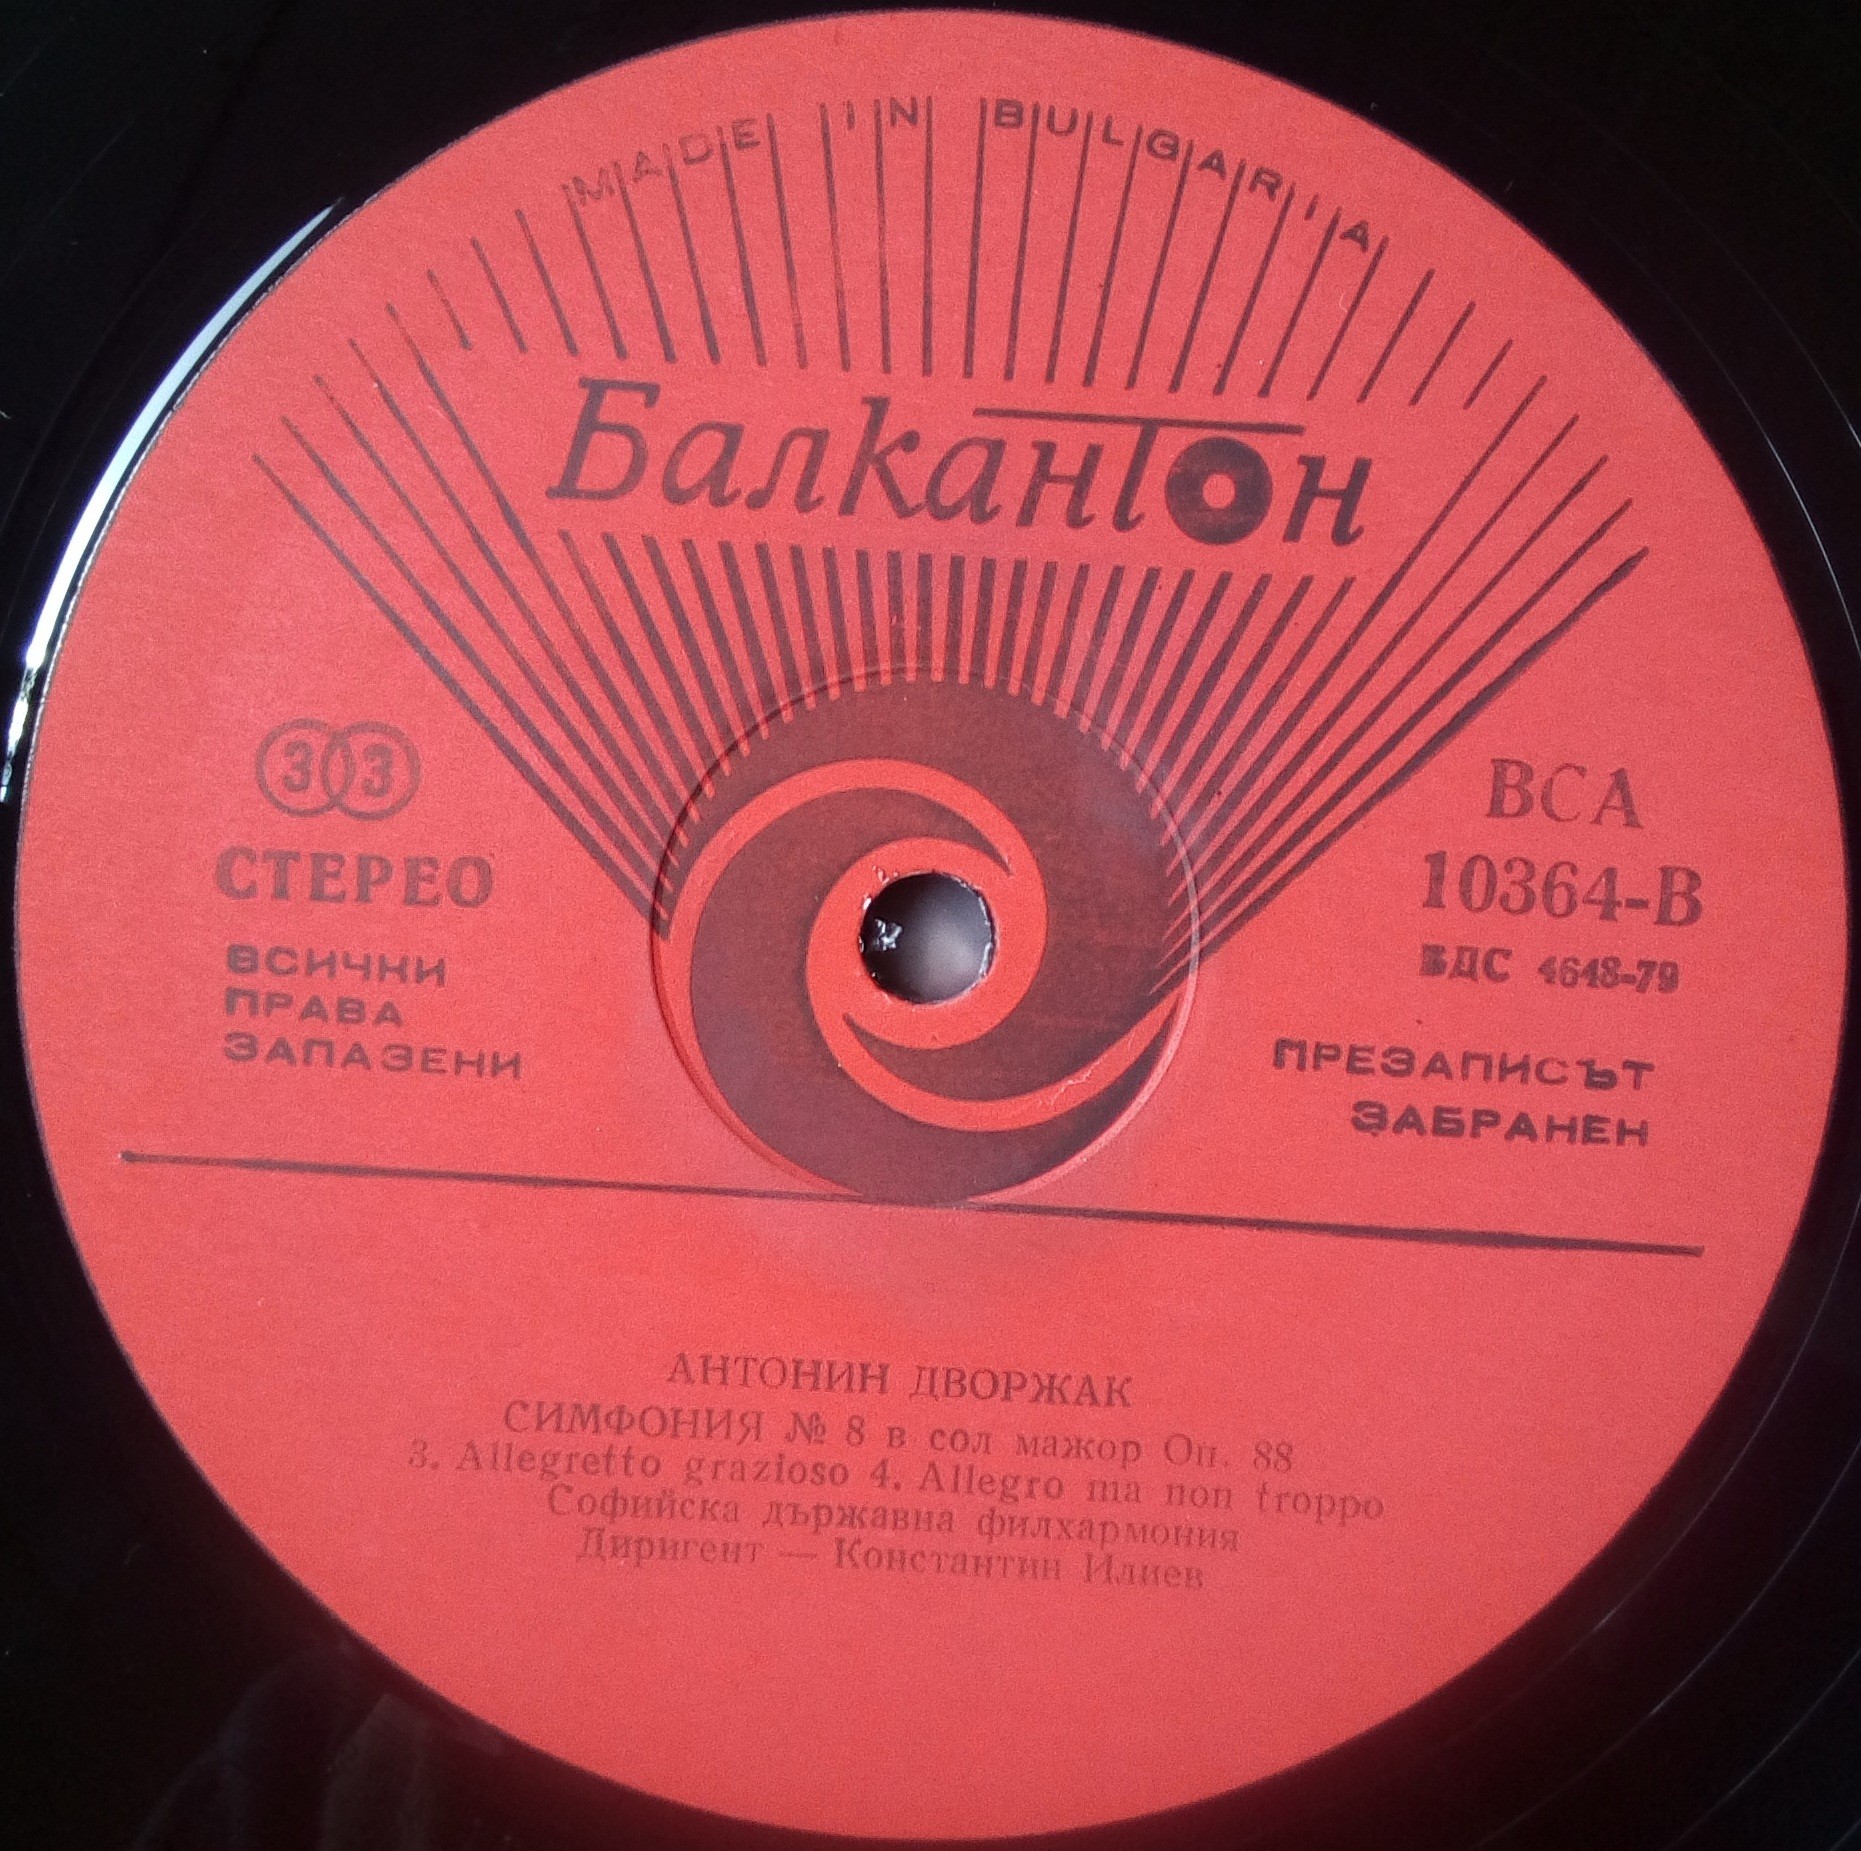 MADE IN BULGARIA
Балкантон
33
СТЕРЕО
ВСИЧКИ
ПРАВА
ЗАПАЗЕНИ
ВСА
10364-В
БДС 4648-79
ПРЕЗАПИСЪТ
ЗАБРАНЕН
АНТОНИН ДВОРЖАК
СИМФОНИЯ № 8 в сол мажор Оп. 88
3. Allegretto grazioso 4. Allegro ma non troppo
Софийска държавна филхармония
Диригент — Константин Илиев